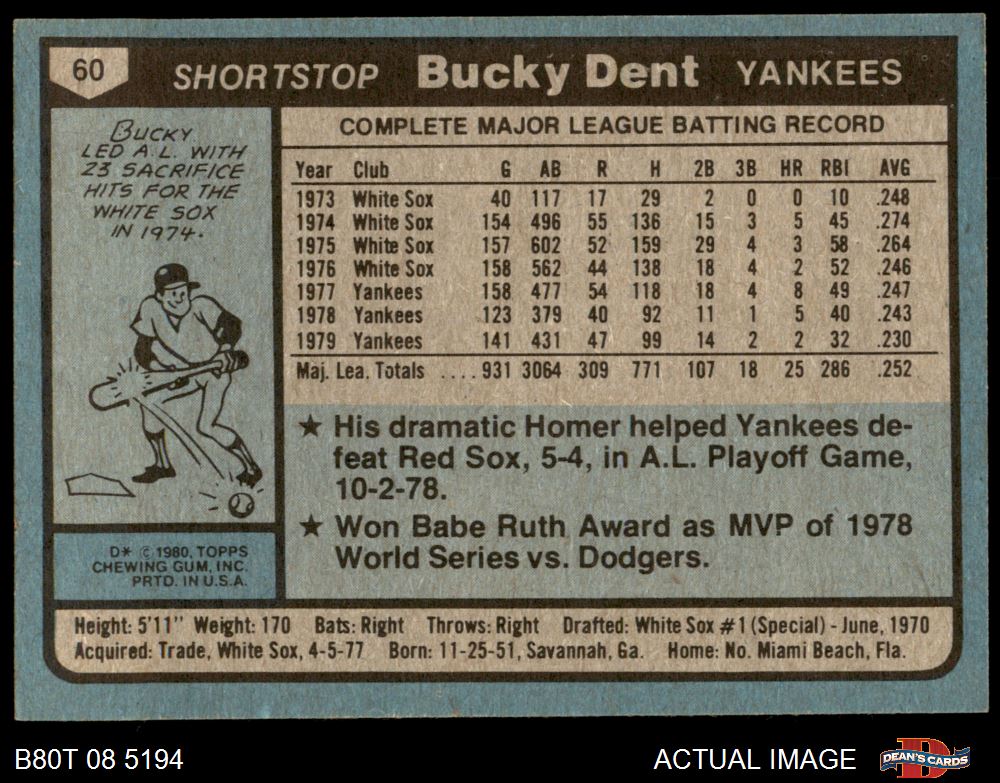 60 SHORTSTOP Bucky Dent YANKEES
BUCKY
LED A.L. WITH
23 SACRIFICE
HITS FOR THE
WHITE SOX
IN 1974.
COMPLETE MAJOR LEAGUE BATTING RECORD
Year Club G AB R H 2B 3B HR RBI AVG
1973 White Sox 40 117 17 29 2 0 0 10 .248
1974 White Sox 154 496 55 136 15 3 5 45 .274
1975 White Sox 157 602 52 159 29 4 3 58 .264
1976 White Sox 158 562 44 138 18 4 2 52 .246
1977 Yankees 158 477 54 118 18 4 8 49 .247
1978 Yankees 123 379 40 92 11 1 5 40 .243
1979 Yankees 141 431 47 99 14 2 2 32 .230
Maj. Lea. Totals .... 931 3064 309 771 107 18 25 286 .252
★ His dramatic Homer helped Yankees de-
feat Red Sox, 5-4, in A.L. Playoff Game,
10-2-78.
★ Won Babe Ruth Award as MVP of 1978
World Series vs. Dodgers.
D* © 1980, TOPPS
CHEWING GUM, INC.
PRTD. IN U.S.A.
Height: 5'11" Weight: 170 Bats: Right Throws: Right Drafted: White Sox #1 (Special) - June, 1970
Acquired: Trade, White Sox, 4-5-77 Born: 11-25-51, Savannah, Ga. Home: No. Miami Beach, Fla.
B80T 08 5194 ACTUAL IMAGE DEAN'S CARDS